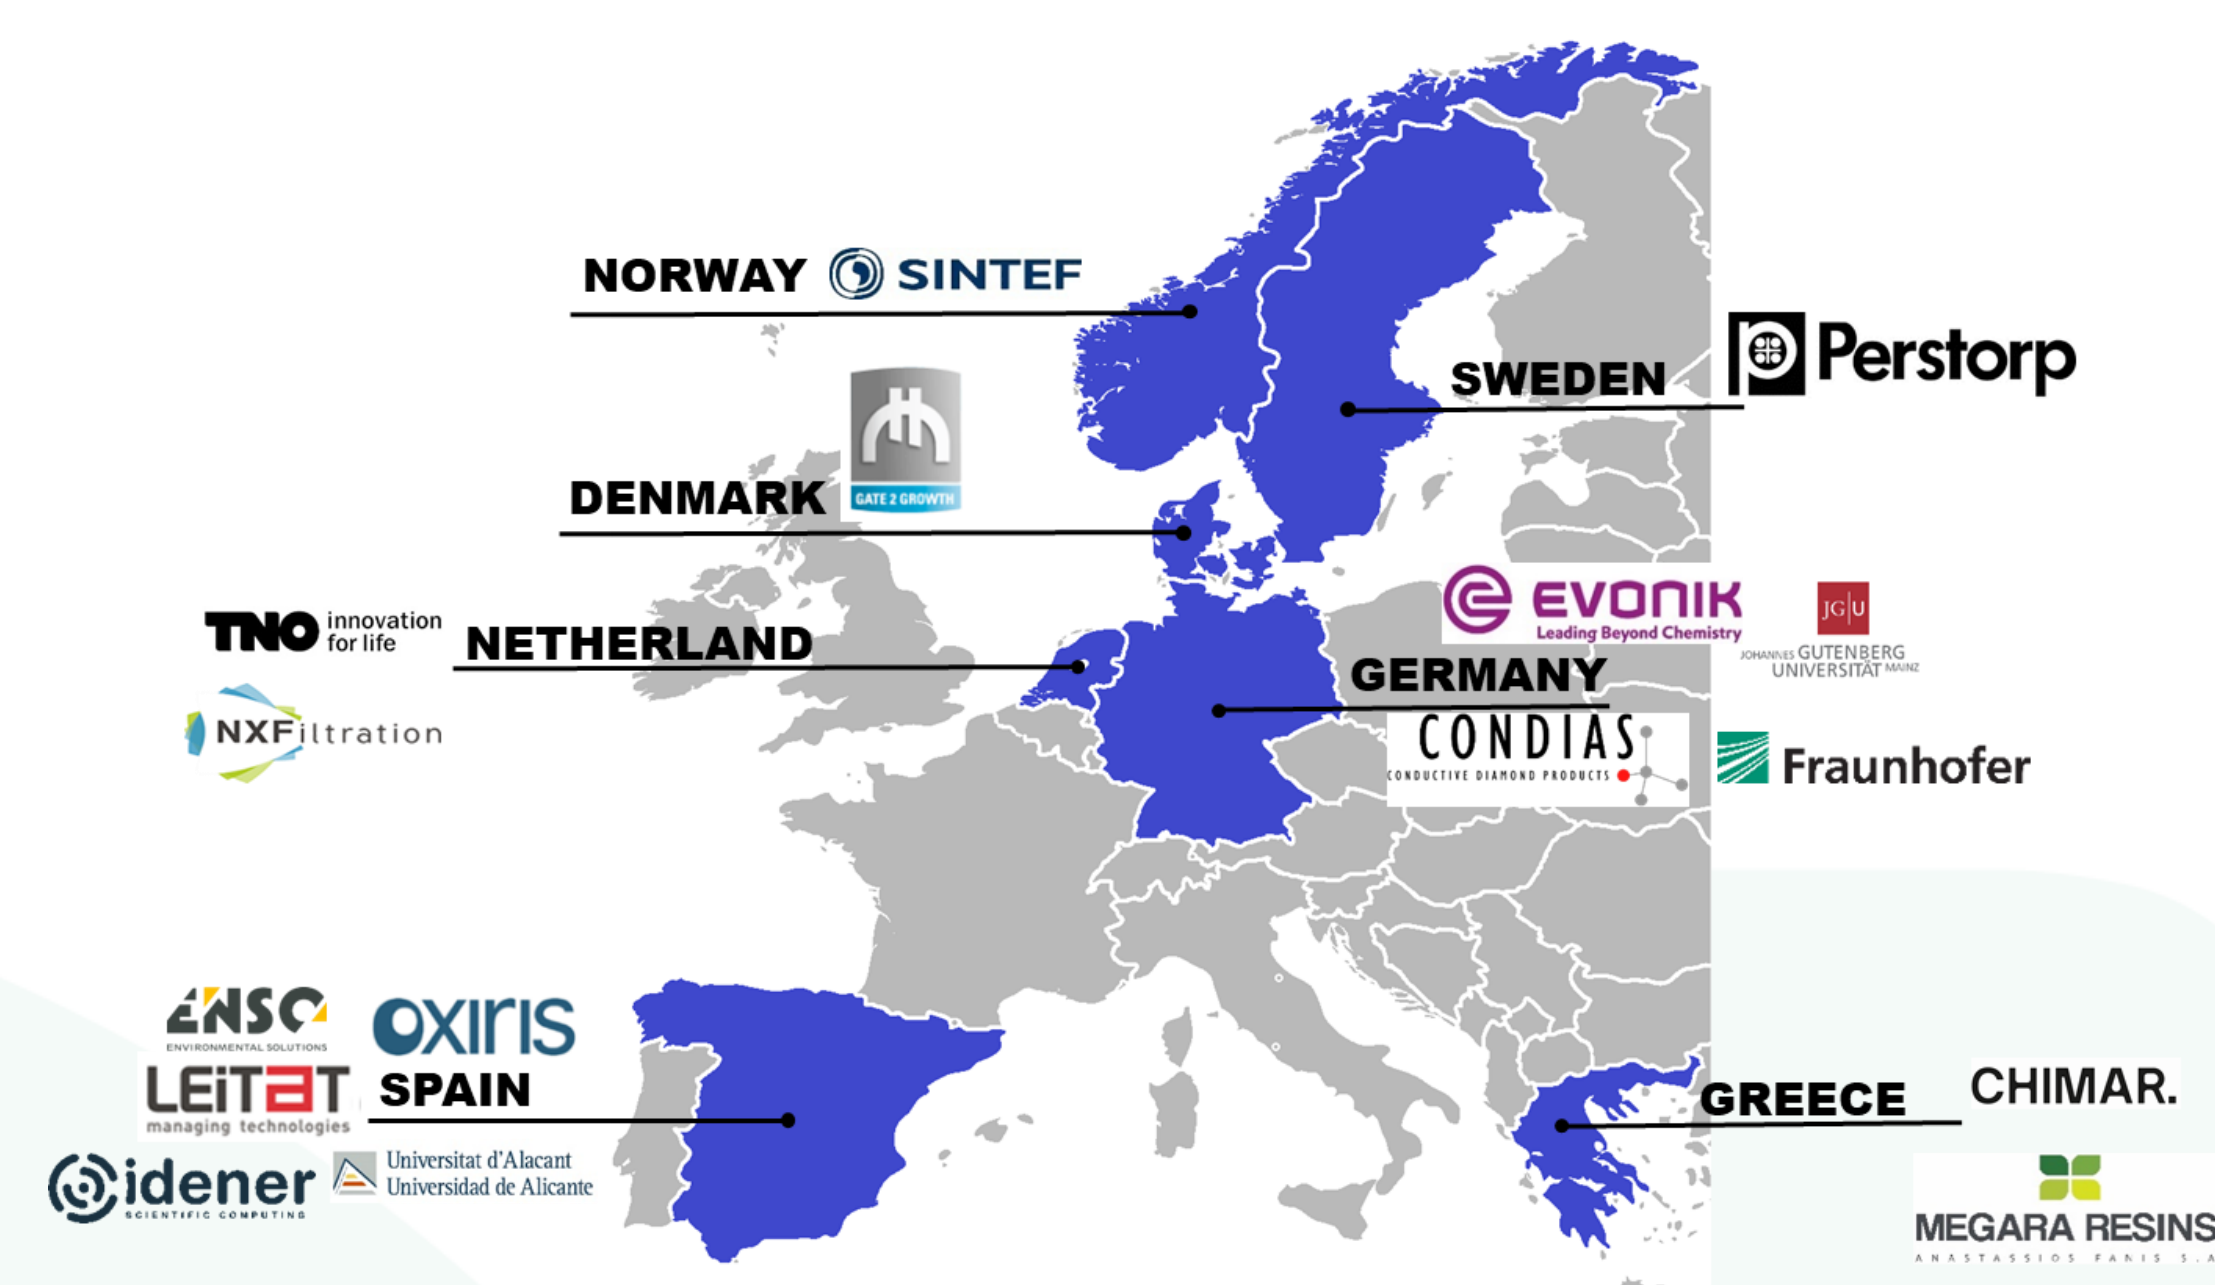 NORWAY
SINTEF
Perstorp
SWEDEN
GATE 2 GROWTH
DENMARK
EVONIK
Leading Beyond Chemistry
JG|U
JOHANNES GUTENBERG
UNIVERSITÄT MAINZ
TNO innovation
for life
NETHERLAND
GERMANY
NXFiltration
CONDIAS
CONDUCTIVE DIAMOND PRODUCTS
Fraunhofer
ENSO
ENVIRONMENTAL SOLUTIONS
OXIRIS
LEITAT
managing technologies
SPAIN
GREECE
CHIMAR.
idener
SCIENTIFIC COMPUTING
Universitat d'Alacant
Universidad de Alicante
MEGARA RESINS
ANASTASSIOS FANIS S.A